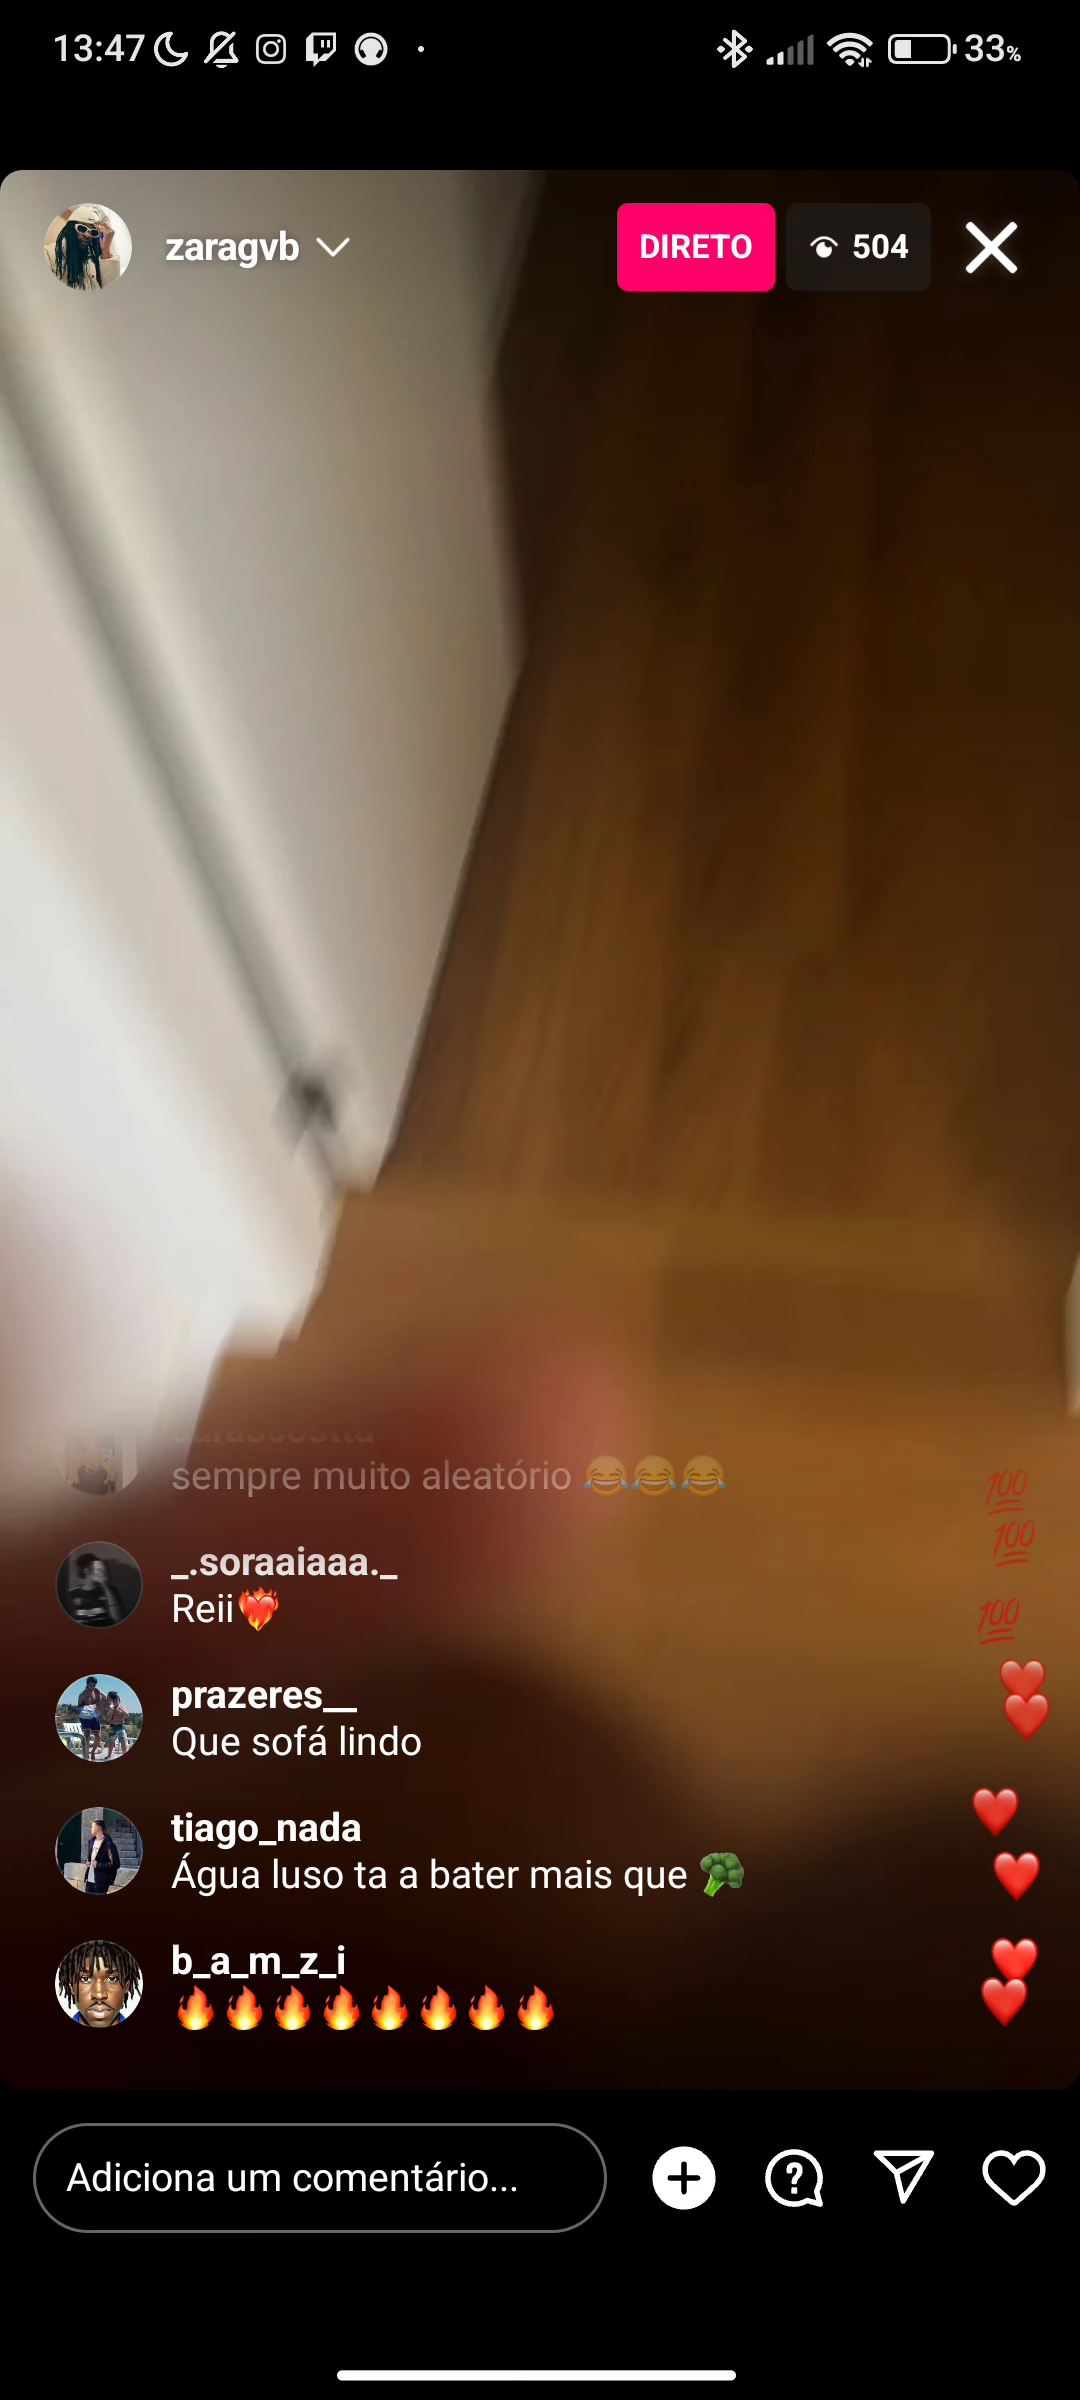 13:47
33%
zaragvb
DIRETO
504
sempre muito aleatório 😂😂😂
_.soraaiaaa._
Reii❤️‍🔥
prazeres__
Que sofá lindo
tiago_nada
Água luso ta a bater mais que 🥦
b_a_m_z_i
🔥🔥🔥🔥🔥🔥🔥🔥
Adiciona um comentário...